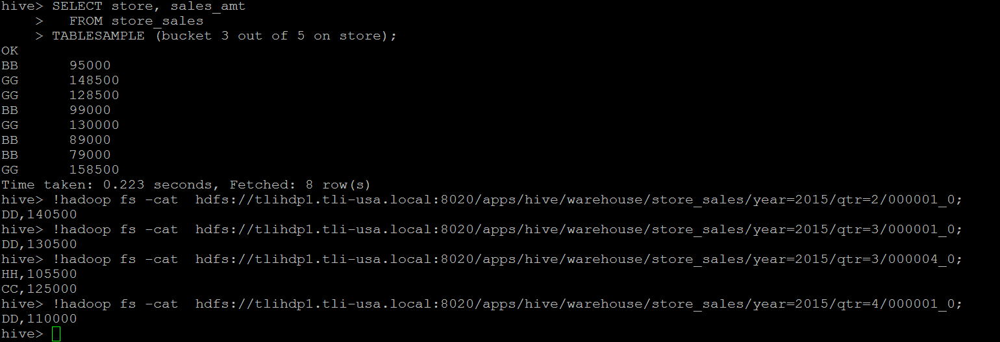 hive> SELECT store, sales_amt
    >   FROM store_sales
    > TABLESAMPLE (bucket 3 out of 5 on store);
OK
BB      95000
GG      148500
GG      128500
BB      99000
GG      130000
BB      89000
BB      79000
GG      158500
Time taken: 0.223 seconds, Fetched: 8 row(s)
hive> !hadoop fs -cat  hdfs://tlihdp1.tli-usa.local:8020/apps/hive/warehouse/store_sales/year=2015/qtr=2/000001_0;
DD,140500
hive> !hadoop fs -cat  hdfs://tlihdp1.tli-usa.local:8020/apps/hive/warehouse/store_sales/year=2015/qtr=3/000001_0;
DD,130500
hive> !hadoop fs -cat  hdfs://tlihdp1.tli-usa.local:8020/apps/hive/warehouse/store_sales/year=2015/qtr=3/000004_0;
HH,105500
CC,125000
hive> !hadoop fs -cat  hdfs://tlihdp1.tli-usa.local:8020/apps/hive/warehouse/store_sales/year=2015/qtr=4/000001_0;
DD,110000
hive>